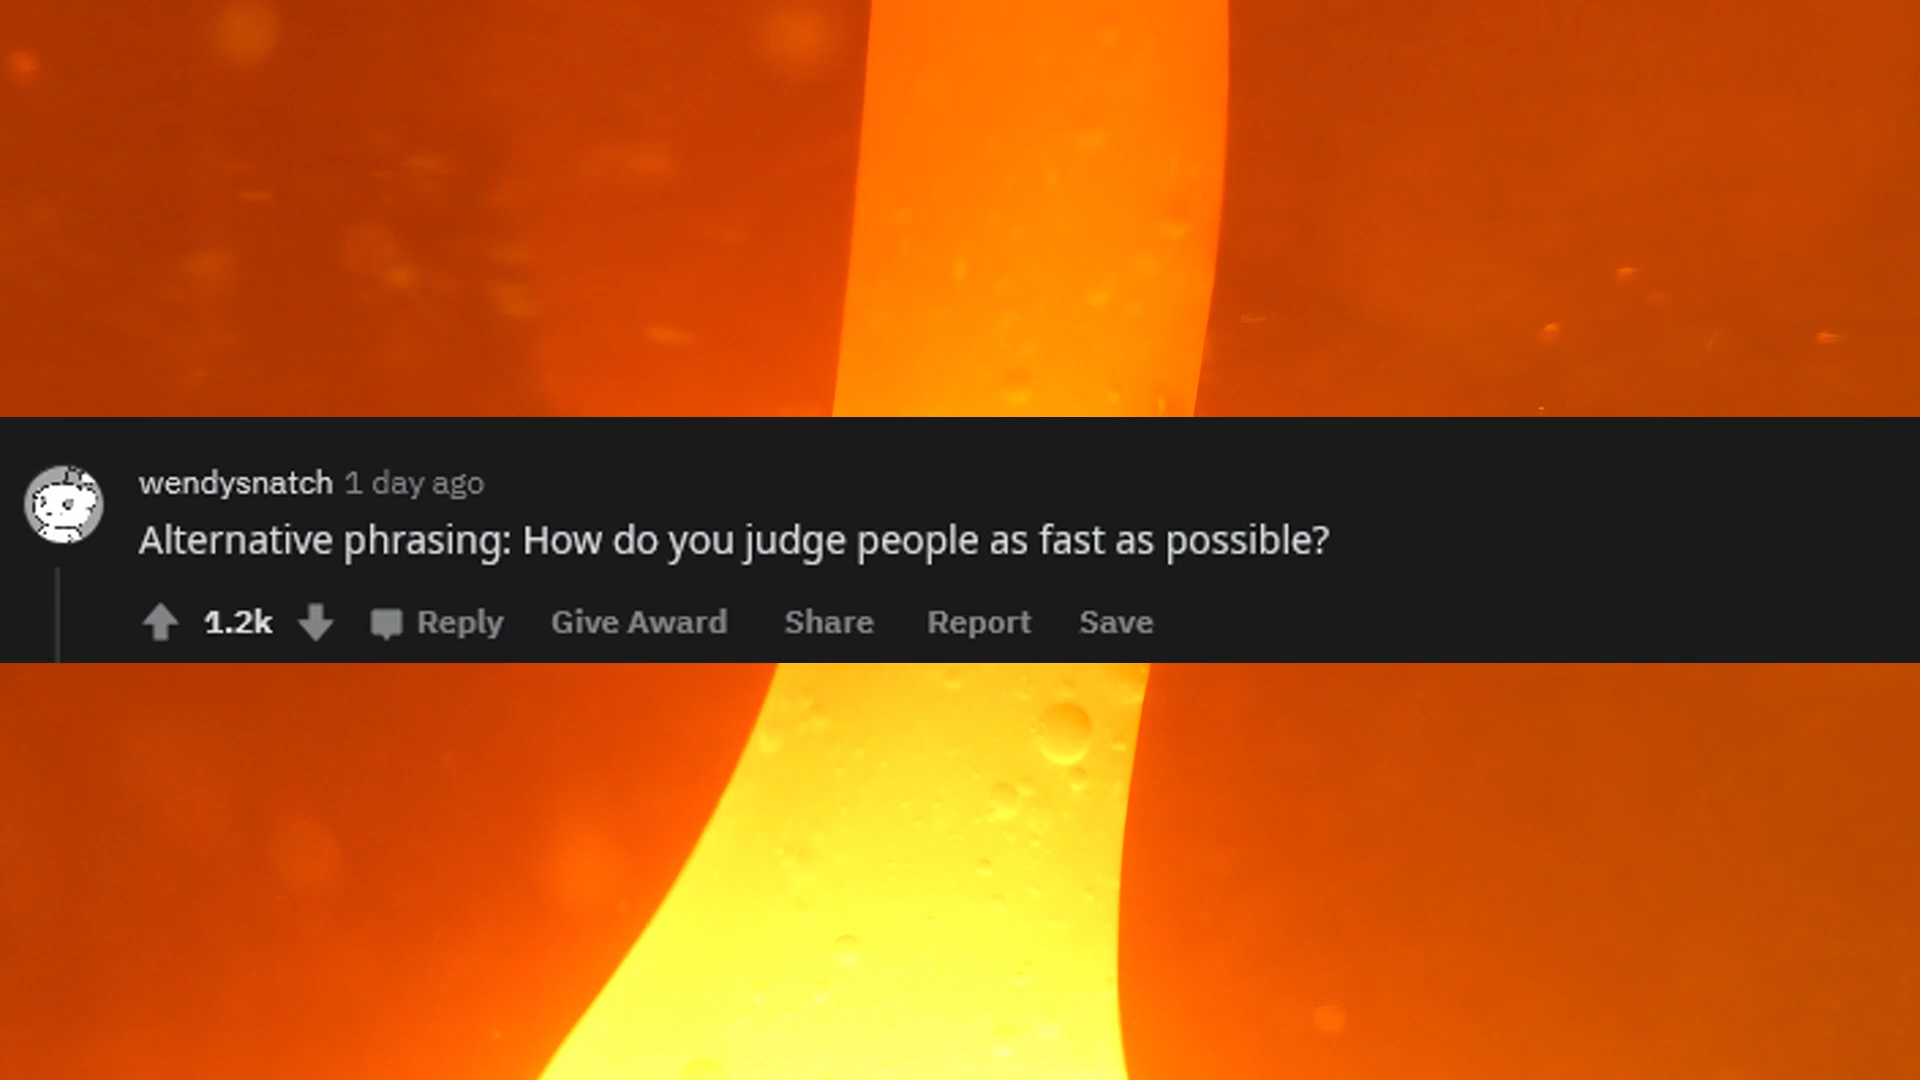 wendysnatch 1 day ago
Alternative phrasing: How do you judge people as fast as possible?
1.2k Reply Give Award Share Report Save